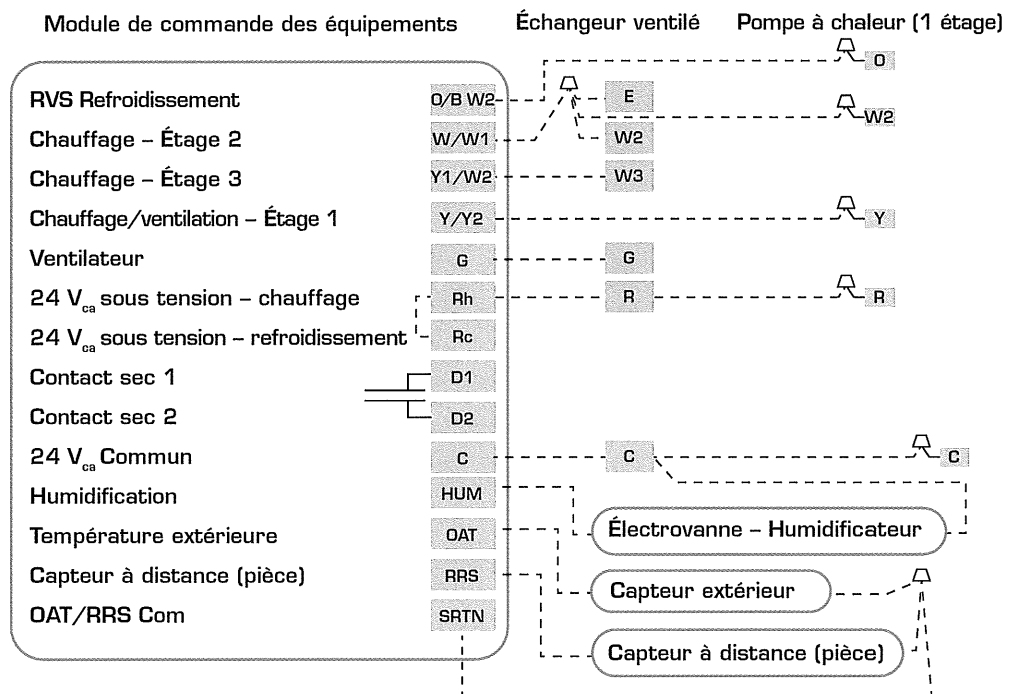 Module de commande des équipements
Échangeur ventilé
Pompe à chaleur (1 étage)
O
RVS Refroidissement
O/B W2
E
W2
Chauffage – Étage 2
W/W1
W2
Chauffage – Étage 3
Y1/W2
W3
Chauffage/ventilation – Étage 1
Y/Y2
Y
Ventilateur
G
G
24 Vca sous tension – chauffage
Rh
R
R
24 Vca sous tension – refroidissement
Rc
Contact sec 1
D1
Contact sec 2
D2
24 Vca Commun
C
C
C
Humidification
HUM
Électrovanne – Humidificateur
Température extérieure
OAT
Capteur à distance (pièce)
RRS
Capteur extérieur
OAT/RRS Com
SRTN
Capteur à distance (pièce)